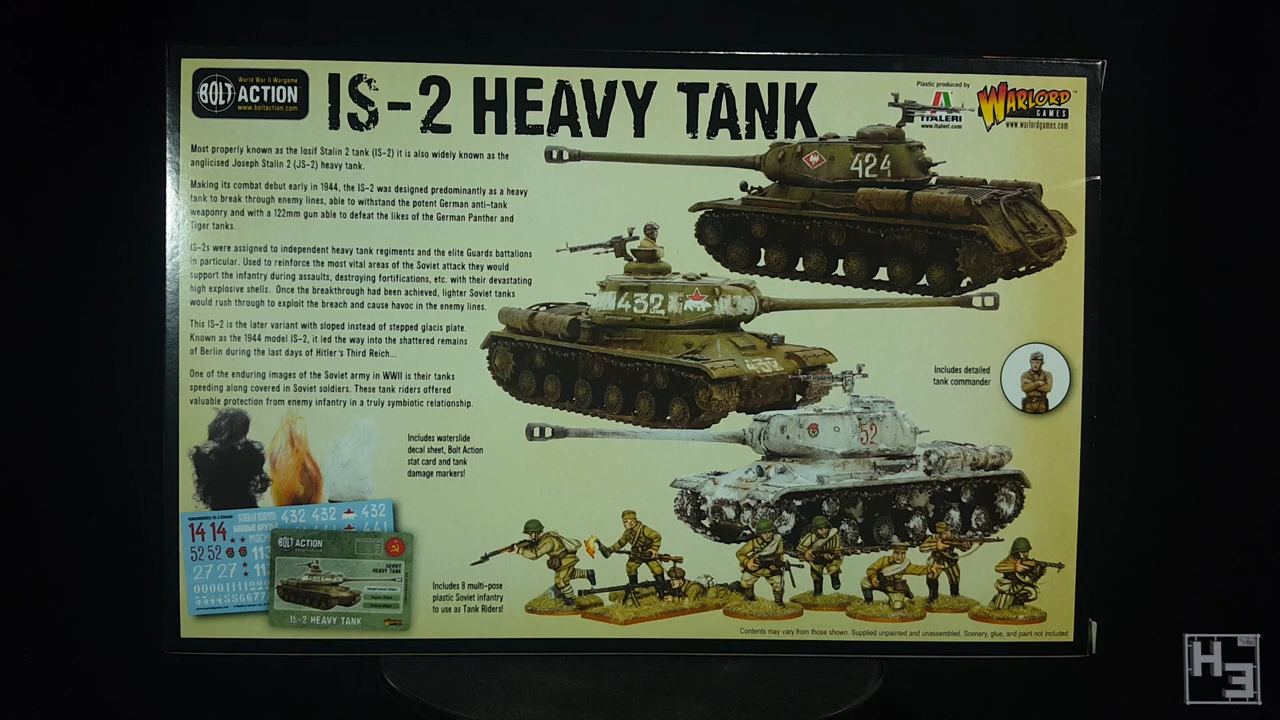 World War II Wargame
BOLT ACTION
www.boltaction.com
IS-2 HEAVY TANK
Plastic produced by
ITALERI
www.italeri.com
WARLORD
GAMES
www.warlordgames.com
Most properly known as the Iosif Stalin 2 tank (IS-2) it is also widely known as the
anglicised Joseph Stalin 2 (JS-2) heavy tank.
Making its combat debut early in 1944, the IS-2 was designed predominantly as a heavy
tank to break through enemy lines, able to withstand the potent German anti-tank
weaponry and with a 122mm gun able to defeat the likes of the German Panther and
Tiger tanks.
IS-2s were assigned to independent heavy tank regiments and the elite Guards battalions
in particular. Used to reinforce the most vital areas of the Soviet attack they would
support the infantry during assaults, destroying fortifications, etc. with their devastating
high explosive shells. Once the breakthrough had been achieved, lighter Soviet tanks
would rush through to exploit the breach and cause havoc in the enemy lines.
This IS-2 is the later variant with sloped instead of stepped glacis plate.
Known as the 1944 model IS-2, it led the way into the shattered remains
of Berlin during the last days of Hitler's Third Reich...
One of the enduring images of the Soviet army in WWII is their tanks
speeding along covered in Soviet soldiers. These tank riders offered
valuable protection from enemy infantry in a truly symbiotic relationship.
424
432
432
52
Includes detailed
tank commander
Includes waterslide
decal sheet, Bolt Action
stat card and tank
damage markers!
14 14
432 432 432
52 52
27 27
BOLT ACTION
SOVIET
HEAVY TANK
IS-2 HEAVY TANK
Includes 8 multi-pose
plastic Soviet infantry
to use as Tank Riders!
Contents may vary from those shown. Supplied unpainted and unassembled. Scenery, glue, and paint not included.
H3